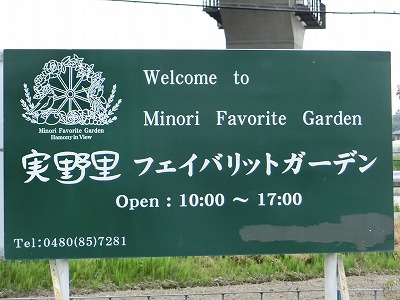 Welcome to
Minori Favorite Garden
Minori Favorite Garden
Hamony in View
実野里 フェイバリットガーデン
Open : 10:00 ～ 17:00
Tel:0480(85)7281